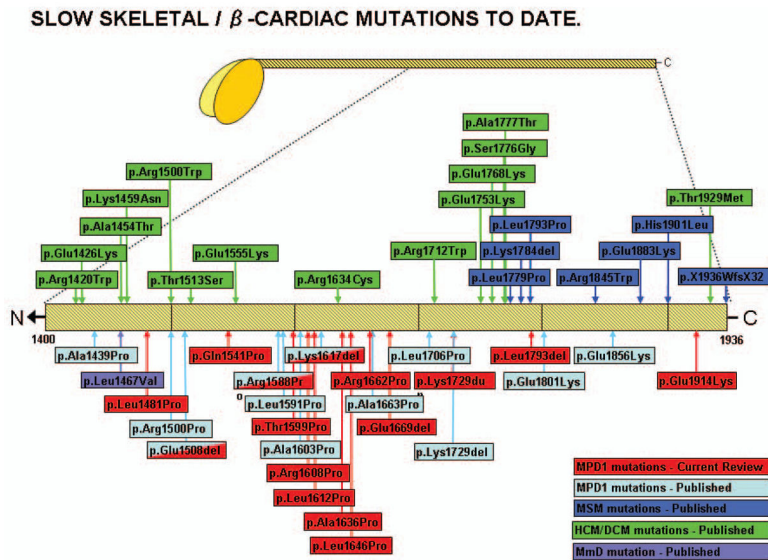 SLOW SKELETAL / β -CARDIAC MUTATIONS TO DATE.
C
p.Ala1777Thr
p.Ser1776Gly
p.Arg1500Trp
p.Glu1768Lys
p.Lys1459Asn
p.Glu1753Lys
p.Thr1929Met
p.Ala1454Thr
p.Leu1793Pro
p.His1901Leu
p.Glu1426Lys
p.Glu1555Lys
p.Arg1712Trp
p.Lys1784del
p.Glu1883Lys
p.Arg1420Trp
p.Thr1513Ser
p.Arg1634Cys
p.Leu1779Pro
p.Arg1845Trp
p.X1936WfsX32
N
C
1400
1936
p.Ala1439Pro
p.Gln1541Pro
p.Lys1617del
p.Leu1706Pro
p.Leu1793del
p.Glu1856Lys
p.Leu1467Val
p.Arg1588Pr
o
p.Arg1662Pro
p.Lys1729du
p.Glu1801Lys
p.Glu1914Lys
p.Leu1481Pro
p.Leu1591Pro
p.Ala1663Pro
p.Arg1500Pro
p.Thr1599Pro
p.Glu1669del
p.Glu1508del
p.Ala1603Pro
p.Lys1729del
p.Arg1608Pro
p.Leu1612Pro
p.Ala1636Pro
p.Leu1646Pro
MPD1 mutations - Current Review
MPD1 mutations - Published
MSM mutations - Published
HCM/DCM mutations - Published
MmD mutation - Published